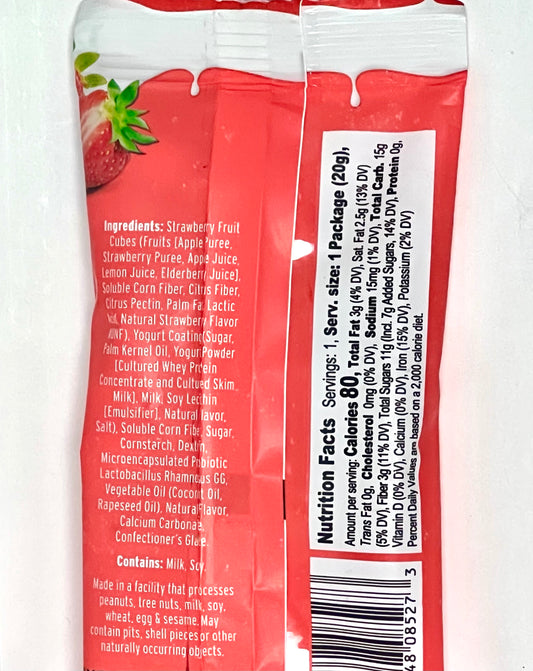 Ingredients: Strawberry Fruit
Cubes (Fruits [Apple Puree,
Strawberry Puree, Apple Juice,
Lemon Juice, Elderberry Juice],
Soluble Corn Fiber, Citrus Fiber,
Citrus Pectin, Palm Fat, Lactic
Natural Strawberry Flavor
WONF), Yogurt Coating (Sugar,
Palm Kernel Oil, Yogurt Powder
[Cultured Whey Protein
Concentrate and Cultured Skim
Milk], Milk, Soy Lecithin
[Emulsifier], Natural Flavor,
Salt), Soluble Corn Fiber, Sugar,
Cornstarch, Dextrin,
Microencapsulated Probiotic
Lactobacillus Rhamnosus GG,
Vegetable Oil (Coconut Oil,
Rapeseed Oil), Natural Flavor,
Calcium Carbonate,
Confectioner's Glaze.
Contains: Milk, Soy.
Made in a facility that processes
peanuts, tree nuts, milk, soy,
wheat, egg & sesame. May
contain pits, shell pieces or other
naturally occurring objects.
Nutrition Facts Servings: 1, Serv. size: 1 Package (20g),
Amount per serving: Calories 80, Total Fat 3g (4% DV), Sat. Fat 2.5g (13% DV)
Trans Fat 0g, Cholesterol 0mg (0% DV), Sodium 15mg (1% DV), Total Carb. 15g
(5% DV), Fiber 3g (11% DV), Total Sugars 11g (Incl. 7g Added Sugars, 14% DV), Protein 0g,
Vitamin D (0% DV), Calcium (0% DV), Iron (15% DV), Potassium (2% DV)
Percent Daily Values are based on a 2,000 calorie diet.
48 08527 3